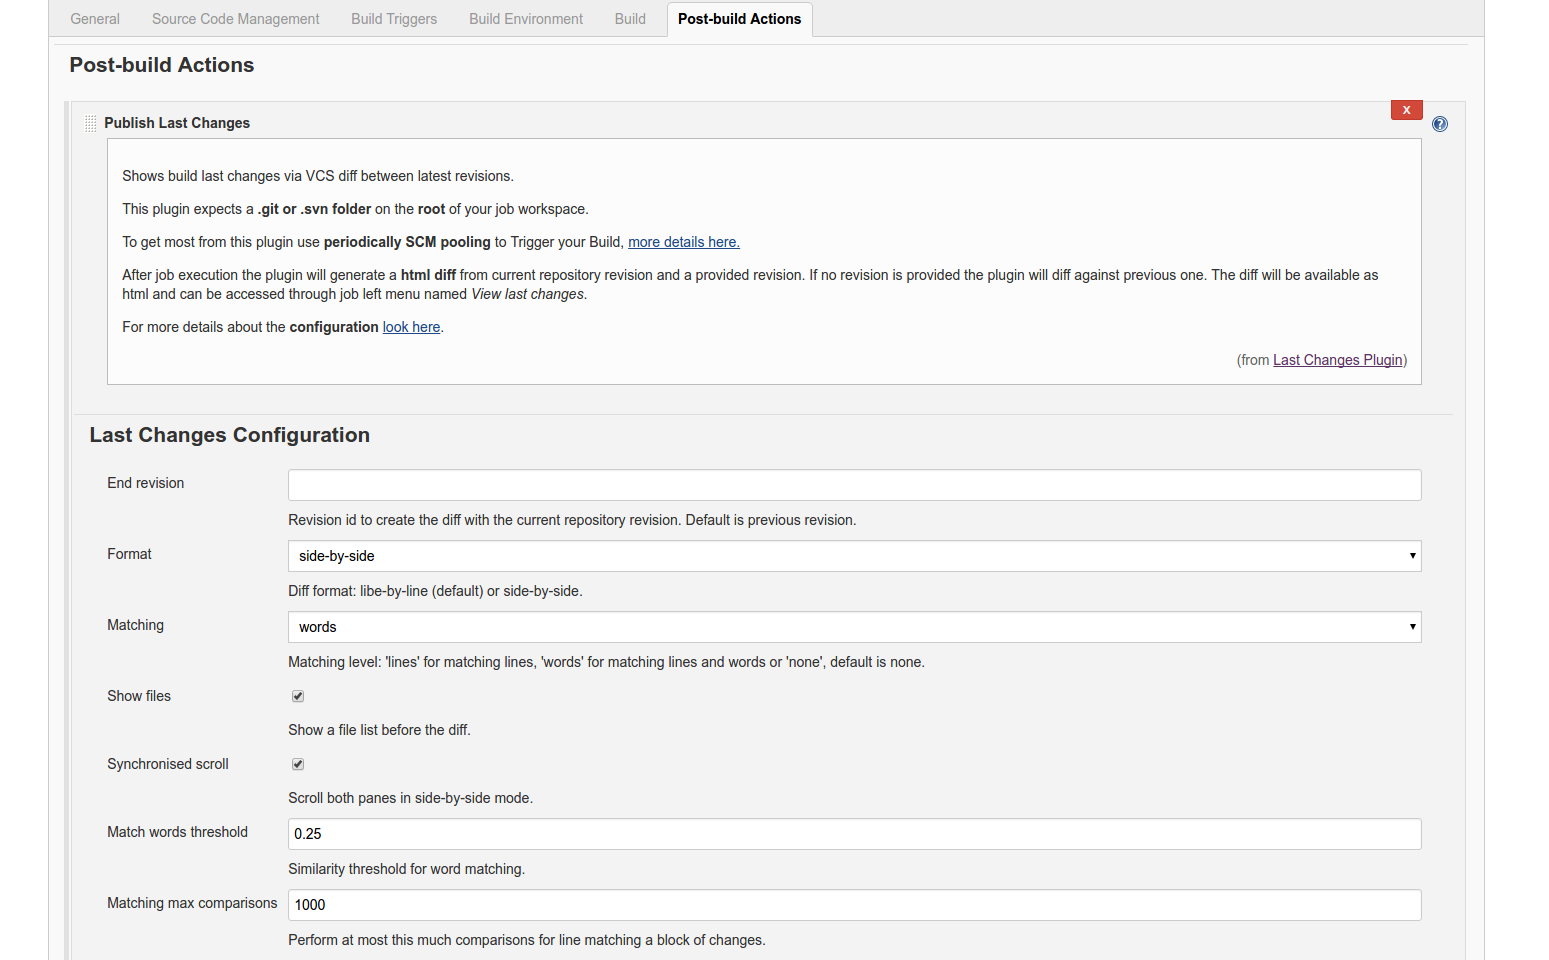 General Source Code Management Build Triggers Build Environment Build Post-build Actions
Post-build Actions
X
Publish Last Changes
?
Shows build last changes via VCS diff between latest revisions.
This plugin expects a .git or .svn folder on the root of your job workspace.
To get most from this plugin use periodically SCM pooling to Trigger your Build, more details here.
After job execution the plugin will generate a html diff from current repository revision and a provided revision. If no revision is provided the plugin will diff against previous one. The diff will be available as
html and can be accessed through job left menu named View last changes.
For more details about the configuration look here.
(from Last Changes Plugin)
Last Changes Configuration
End revision
Revision id to create the diff with the current repository revision. Default is previous revision.
Format side-by-side
Diff format: libe-by-line (default) or side-by-side.
Matching words
Matching level: 'lines' for matching lines, 'words' for matching lines and words or 'none', default is none.
Show files
Show a file list before the diff.
Synchronised scroll
Scroll both panes in side-by-side mode.
Match words threshold 0.25
Similarity threshold for word matching.
Matching max comparisons 1000
Perform at most this much comparisons for line matching a block of changes.